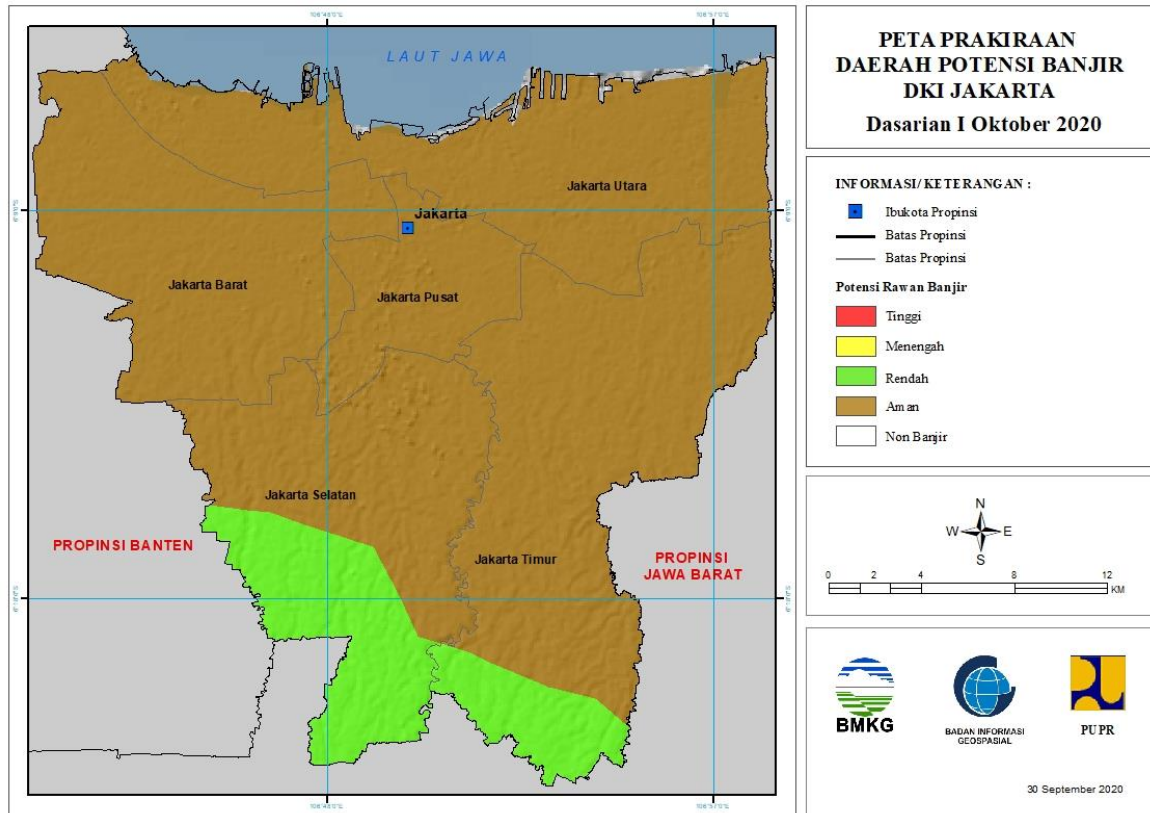 PETA PRAKIRAAN
DAERAH POTENSI BANJIR
DKI JAKARTA
Dasarian I Oktober 2020
INFORMASI/KETERANGAN :
Ibukota Propinsi
Batas Propinsi
Batas Propinsi
Potensi Rawan Banjir
Tinggi
Menengah
Rendah
Aman
Non Banjir
N
W
E
S
0 2 4 8 12
KM
BMKG
BADAN INFORMASI
GEOSPASIAL
PUPR
30 September 2020
LAUT JAWA
Jakarta Utara
Jakarta
Jakarta Barat
Jakarta Pusat
Jakarta Selatan
PROPINSI BANTEN
Jakarta Timur
PROPINSI
JAWA BARAT